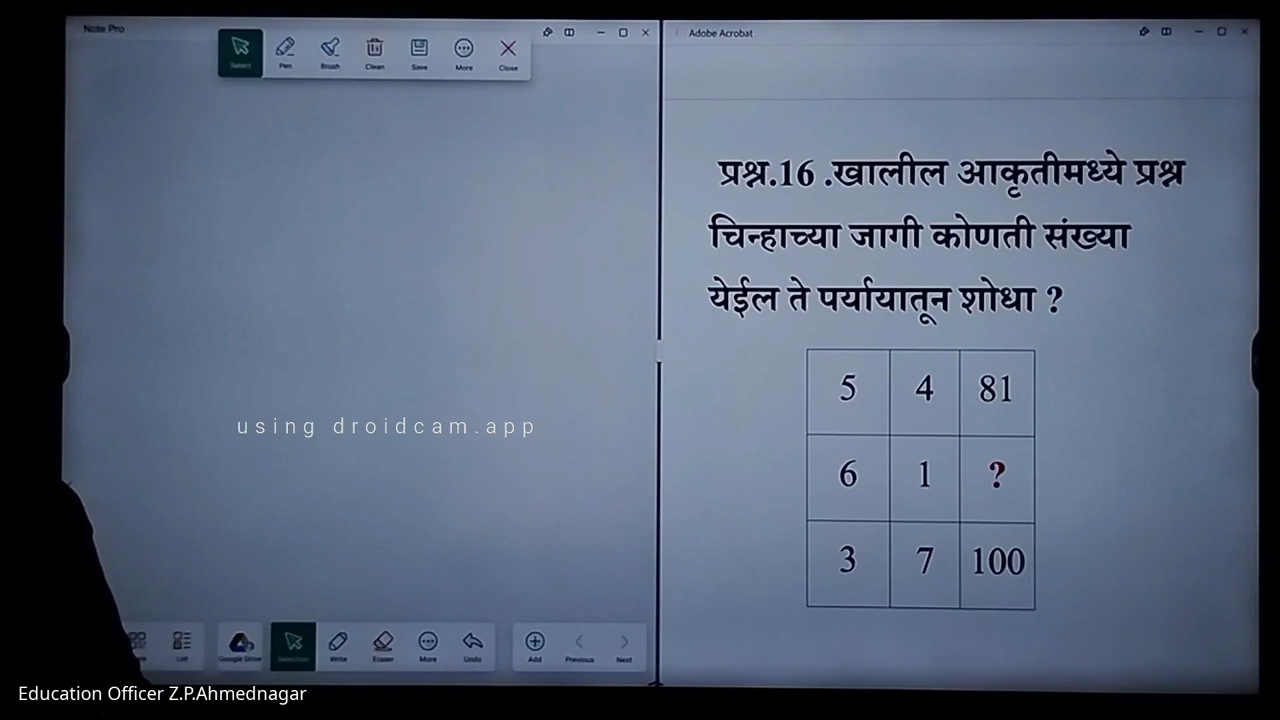 Note Pro
Select Pen Brush Clean Save More Close
Adobe Acrobat
प्रश्न.16 .खालील आकृतीमध्ये प्रश्न
चिन्हाच्या जागी कोणती संख्या
येईल ते पर्यायातून शोधा ?
5 4 81
6 1 ?
3 7 100
using droidcam.app
List Google Drive Selection Write Eraser More Undo Add Previous Next
Education Officer Z.P.Ahmednagar